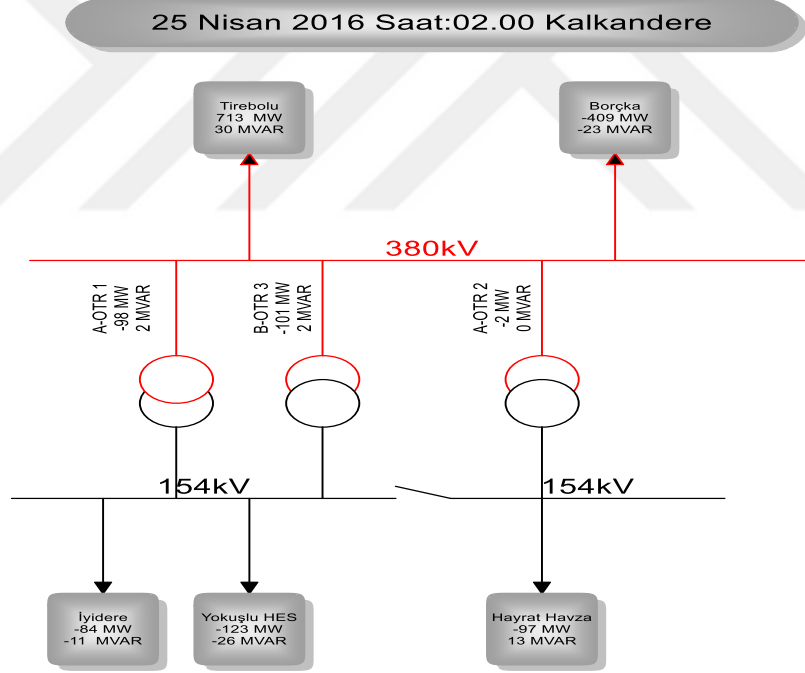 25 Nisan 2016 Saat:02.00 Kalkandere
Tirebolu
713 MW
30 MVAR
Borçka
-409 MW
-23 MVAR
380kV
A-OTR 1
-98 MW
2 MVAR
B-OTR 3
-101 MW
2 MVAR
A-OTR 2
-2 MW
0 MVAR
154kV
154kV
İyidere
-84 MW
-11 MVAR
Yokuşlu HES
-123 MW
-26 MVAR
Hayrat Havza
-97 MW
13 MVAR